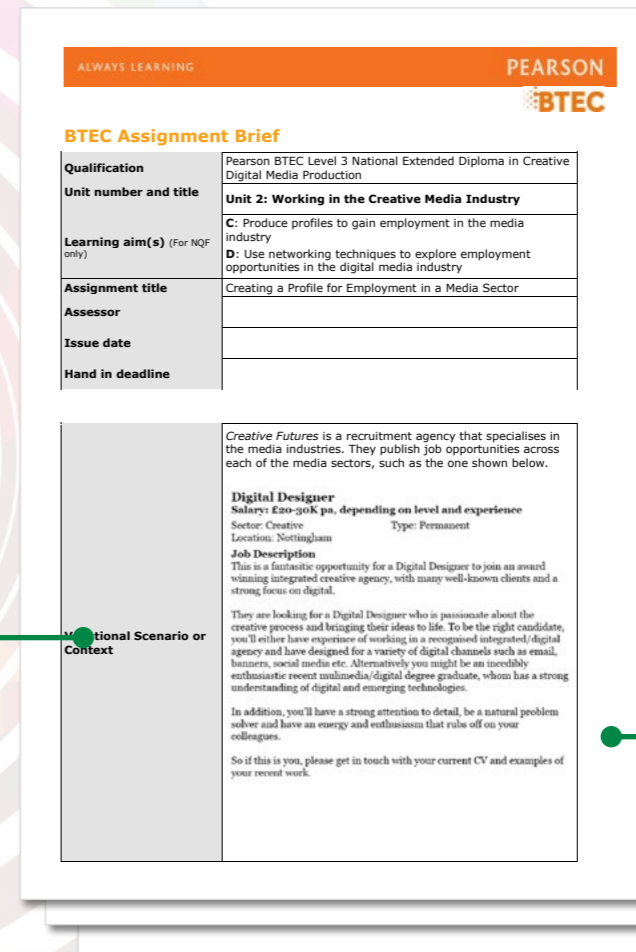 ALWAYS LEARNING
PEARSON
BTEC
BTEC Assignment Brief
Qualification
Pearson BTEC Level 3 National Extended Diploma in Creative
Digital Media Production
Unit number and title
Unit 2: Working in the Creative Media Industry
Learning aim(s) (For NQF
only)
C: Produce profiles to gain employment in the media
industry
D: Use networking techniques to explore employment
opportunities in the digital media industry
Assignment title
Creating a Profile for Employment in a Media Sector
Assessor
Issue date
Hand in deadline
Creative Futures is a recruitment agency that specialises in
the media industries. They publish job opportunities across
each of the media sectors, such as the one shown below.
Digital Designer
Salary: £20-30K pa, depending on level and experience
Sector: Creative Type: Permanent
Location: Nottingham
Job Description
This is a fantasitic opportunity for a Digital Designer to join an award
winning integrated creative agency, with many well-known clients and a
strong focus on digital.
They are looking for a Digital Designer who is passionate about the
creative process and bringing their ideas to life. To be the right candidate,
you'll either have experince of working in a recognised integrated/digital
agency and have designed for a variety of digital channels such as email,
banners, social media etc. Alternatively you might be an inecdibly
enthusiastic recent mulimedia/digital degree graduate, whom has a strong
understanding of digital and emerging technologies.
In addition, you'll have a strong attention to detail, be a natural problem
solver and have an energy and enthusiasm that rubs off on your
colleagues.
So if this is you, please get in touch with your current CV and examples of
your recent work.
Scenario or
Context